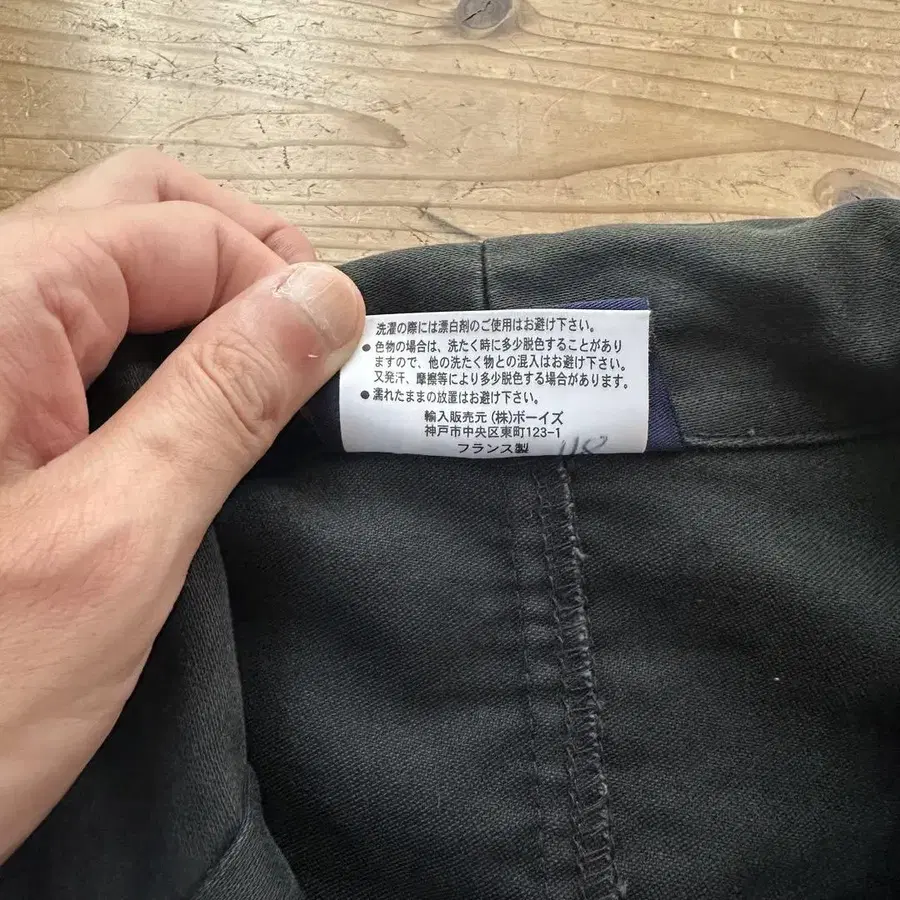 洗濯の際には漂白剤のご使用はお避け下さい。
●色物の場合は、洗たく時に多少脱色することがあり
ますので、他の洗たく物との混入はお避け下さい。
又発汗、摩擦等により多少脱色する場合があります。
●濡れたままの放置はお避け下さい。
輸入販売元 (株)ボーイズ
神戸市中央区東町123-1
フランス製